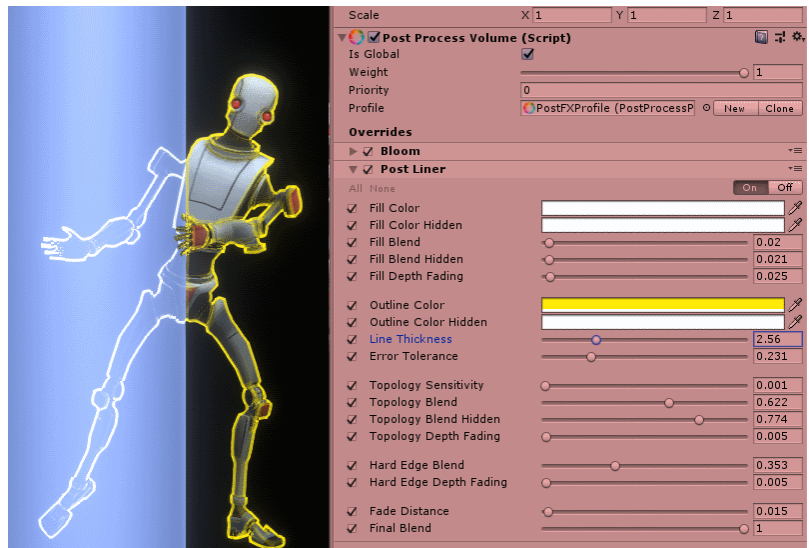 Scale X 1 Y 1 Z 1
Post Process Volume (Script)
Is Global
Weight 1
Priority 0
Profile PostFXProfile (PostProcessP New Clone
Overrides
Bloom
Post Liner
All None On Off
Fill Color
Fill Color Hidden
Fill Blend 0.02
Fill Blend Hidden 0.021
Fill Depth Fading 0.025
Outline Color
Outline Color Hidden
Line Thickness 2.56
Error Tolerance 0.231
Topology Sensitivity 0.001
Topology Blend 0.622
Topology Blend Hidden 0.774
Topology Depth Fading 0.005
Hard Edge Blend 0.353
Hard Edge Depth Fading 0.005
Fade Distance 0.015
Final Blend 1